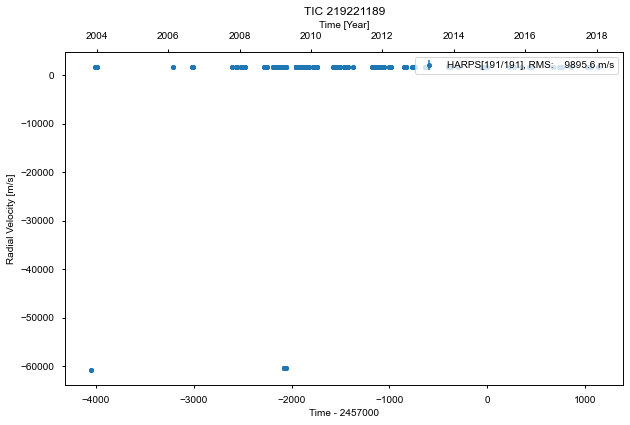 TIC 219221189
Time [Year]
2004 2006 2008 2010 2012 2014 2016 2018
HARPS[191/191], RMS: 9895.6 m/s
Radial Velocity [m/s]
0
−10000
−20000
−30000
−40000
−50000
−60000
−4000 −3000 −2000 −1000 0 1000
Time - 2457000